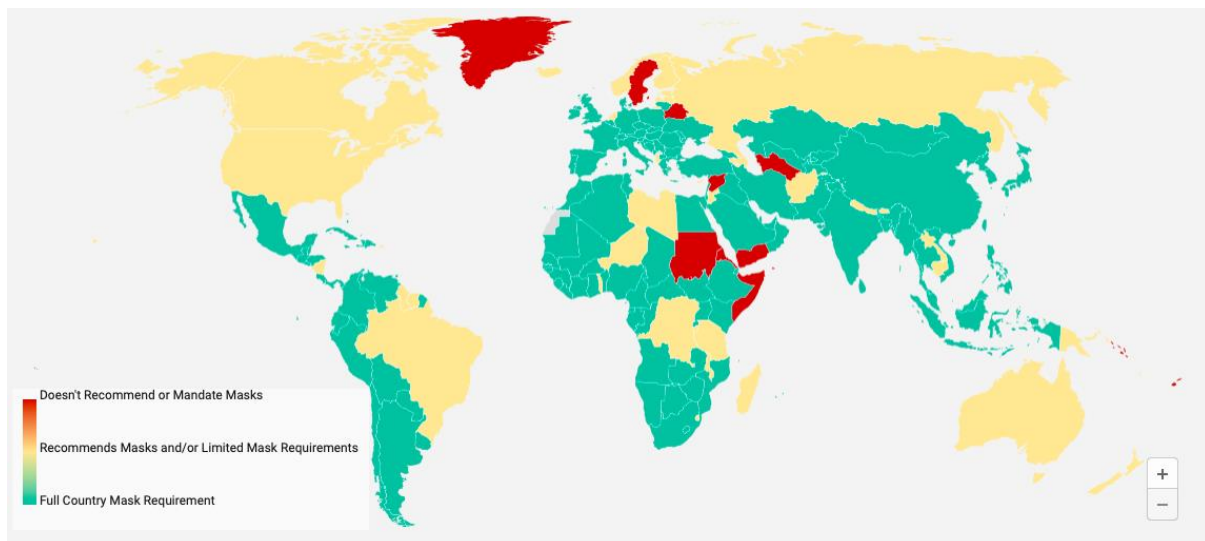 Doesn't Recommend or Mandate Masks
Recommends Masks and/or Limited Mask Requirements
Full Country Mask Requirement
+
−